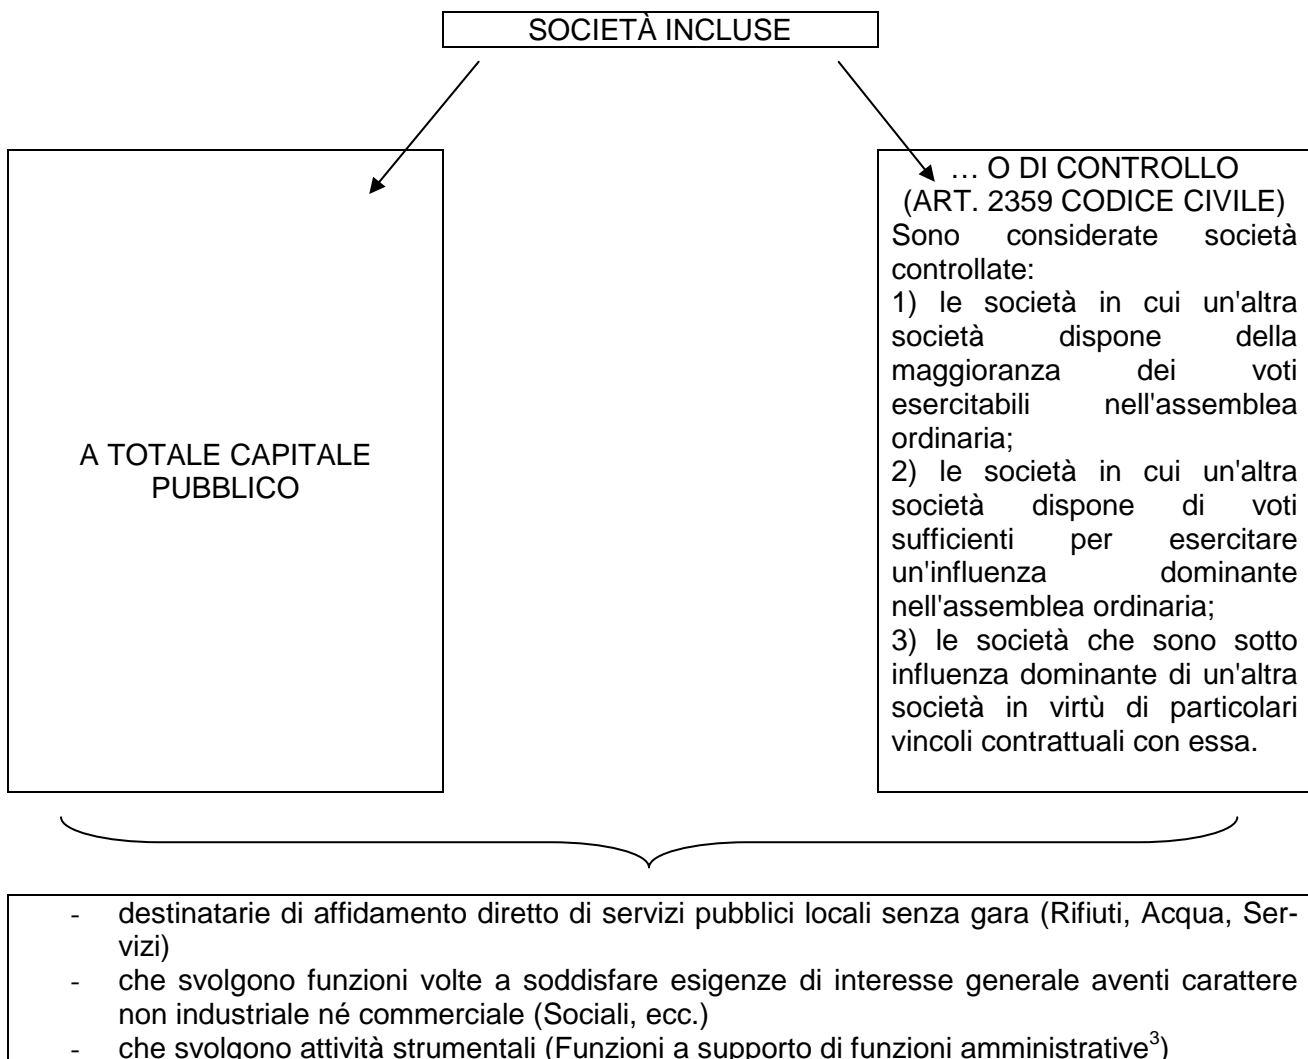 SOCIETÀ INCLUSE
A TOTALE CAPITALE
PUBBLICO
… O DI CONTROLLO
(ART. 2359 CODICE CIVILE)
Sono considerate società
controllate:
1) le società in cui un'altra
società dispone della
maggioranza dei voti
esercitabili nell'assemblea
ordinaria;
2) le società in cui un'altra
società dispone di voti
sufficienti per esercitare
un'influenza dominante
nell'assemblea ordinaria;
3) le società che sono sotto
influenza dominante di un'altra
società in virtù di particolari
vincoli contrattuali con essa.
- destinatarie di affidamento diretto di servizi pubblici locali senza gara (Rifiuti, Acqua, Ser-
vizi)
- che svolgono funzioni volte a soddisfare esigenze di interesse generale aventi carattere
non industriale né commerciale (Sociali, ecc.)
- che svolgono attività strumentali (Funzioni a supporto di funzioni amministrative³)